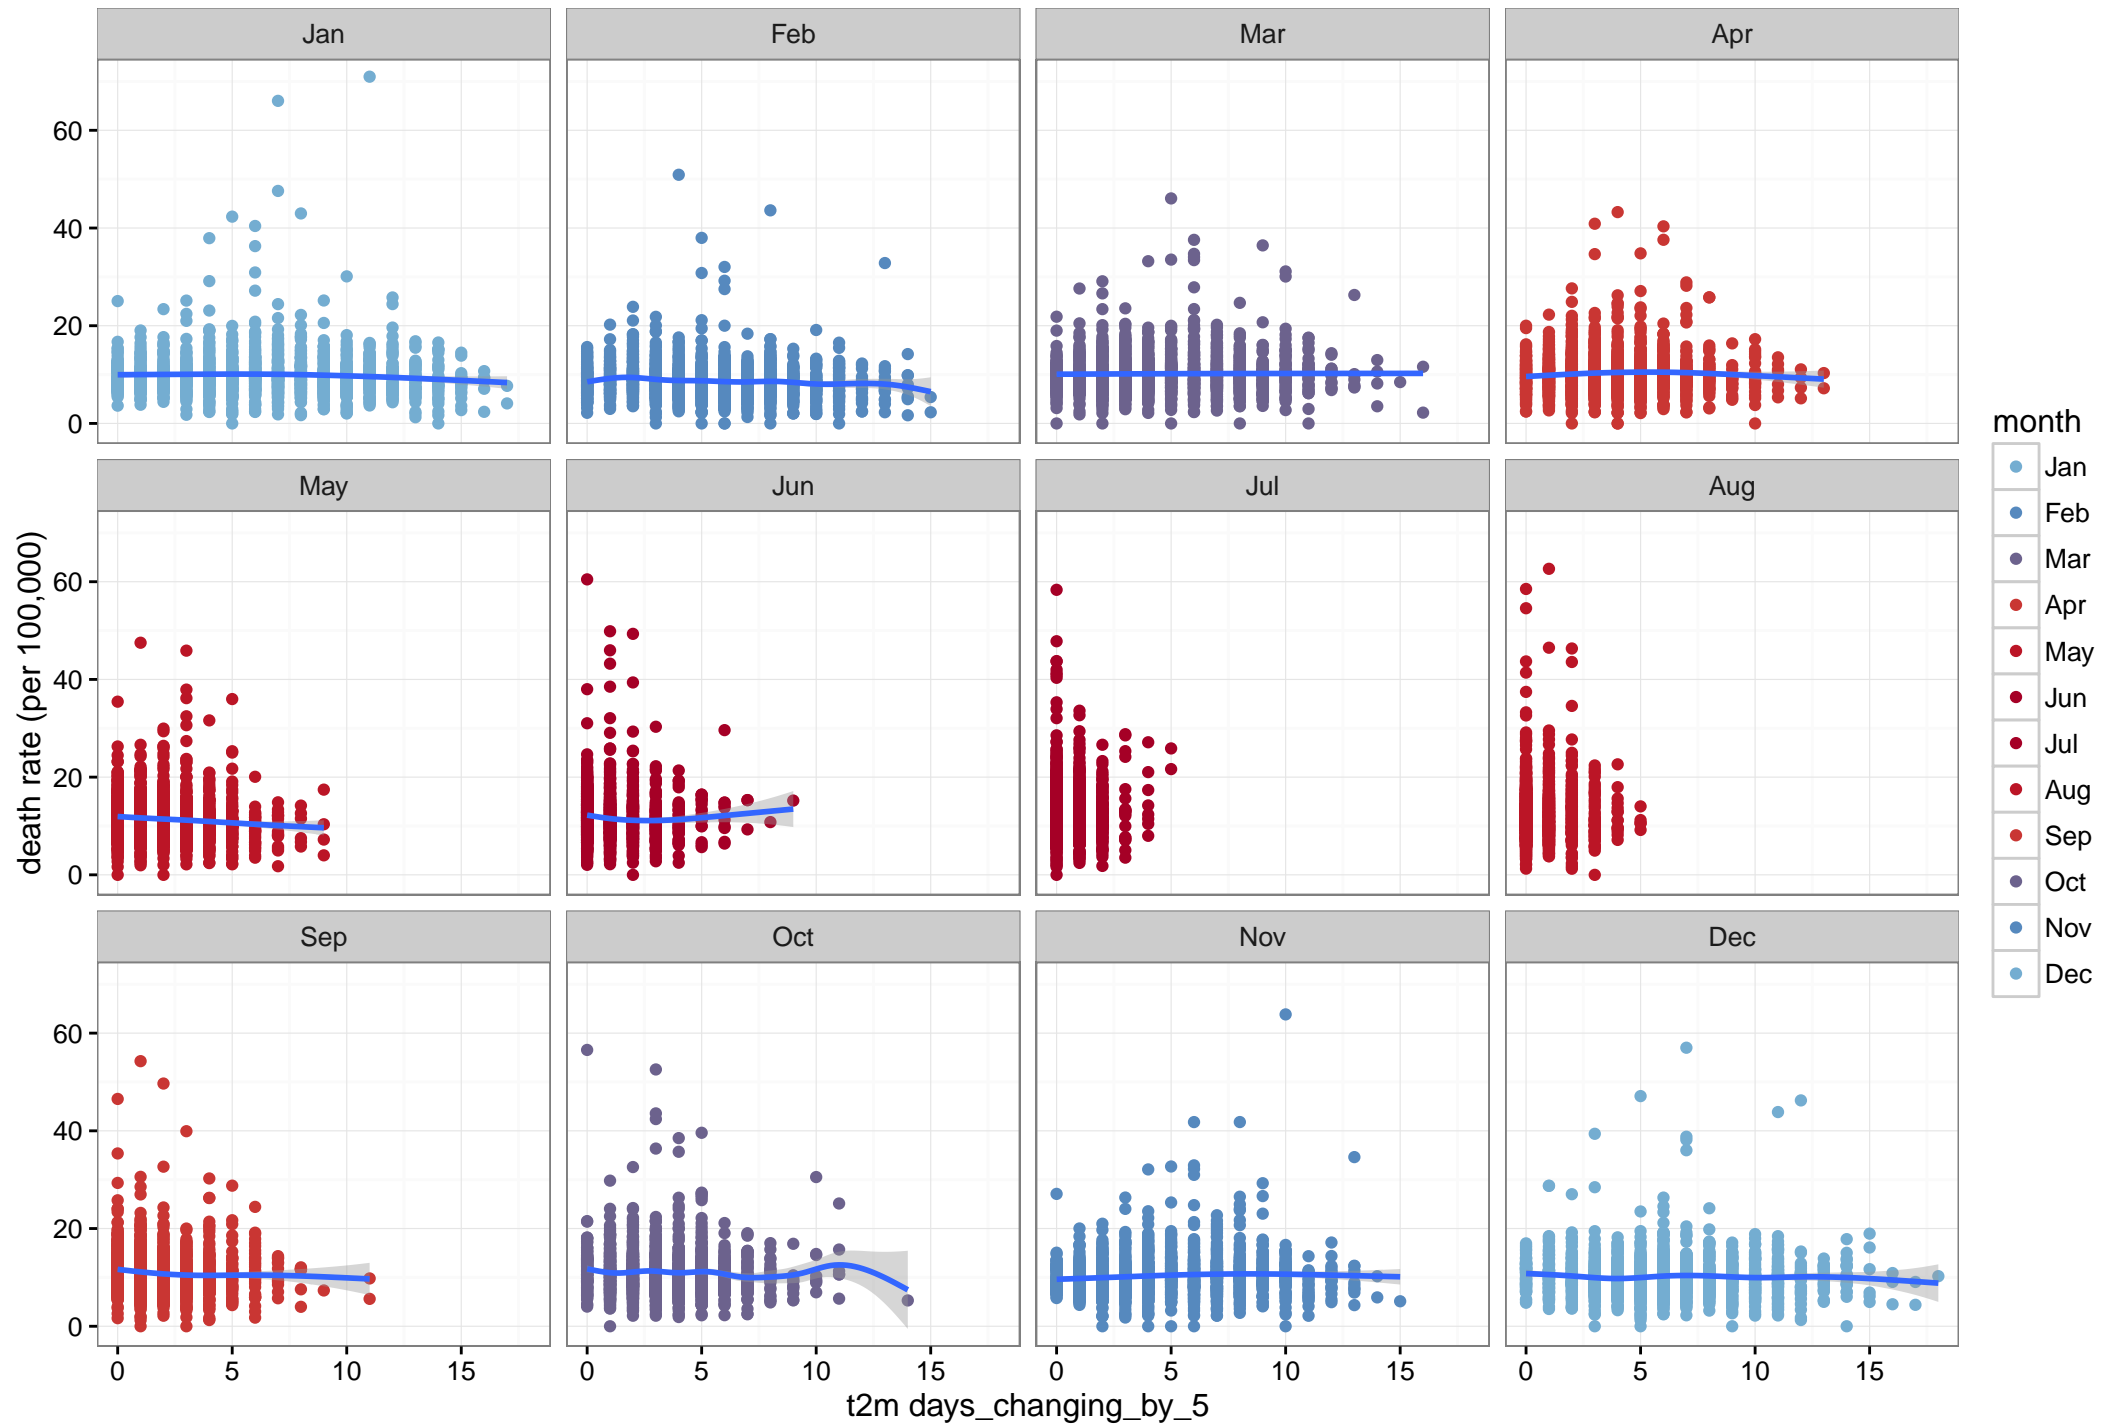 Jan Feb Mar Apr
60
40
20
0
May Jun Jul Aug
60
40
20
0
Sep Oct Nov Dec
60
40
20
0
0 5 10 15 0 5 10 15 0 5 10 15 0 5 10 15
t2m days_changing_by_5
death rate (per 100,000)
month
Jan
Feb
Mar
Apr
May
Jun
Jul
Aug
Sep
Oct
Nov
Dec